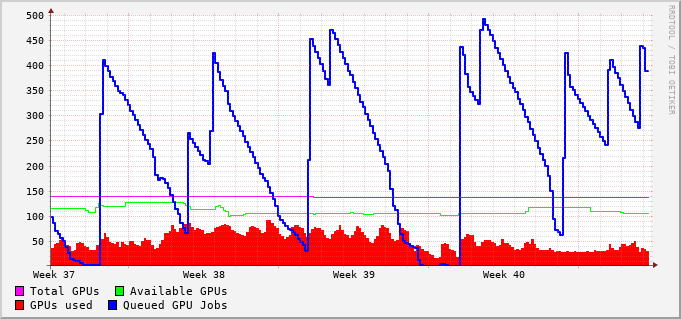 500
450
400
350
300
250
200
150
100
50
Week 37 Week 38 Week 39 Week 40
Total GPUs Available GPUs
GPUs used Queued GPU Jobs
RRDTOOL / TOBI OETIKER